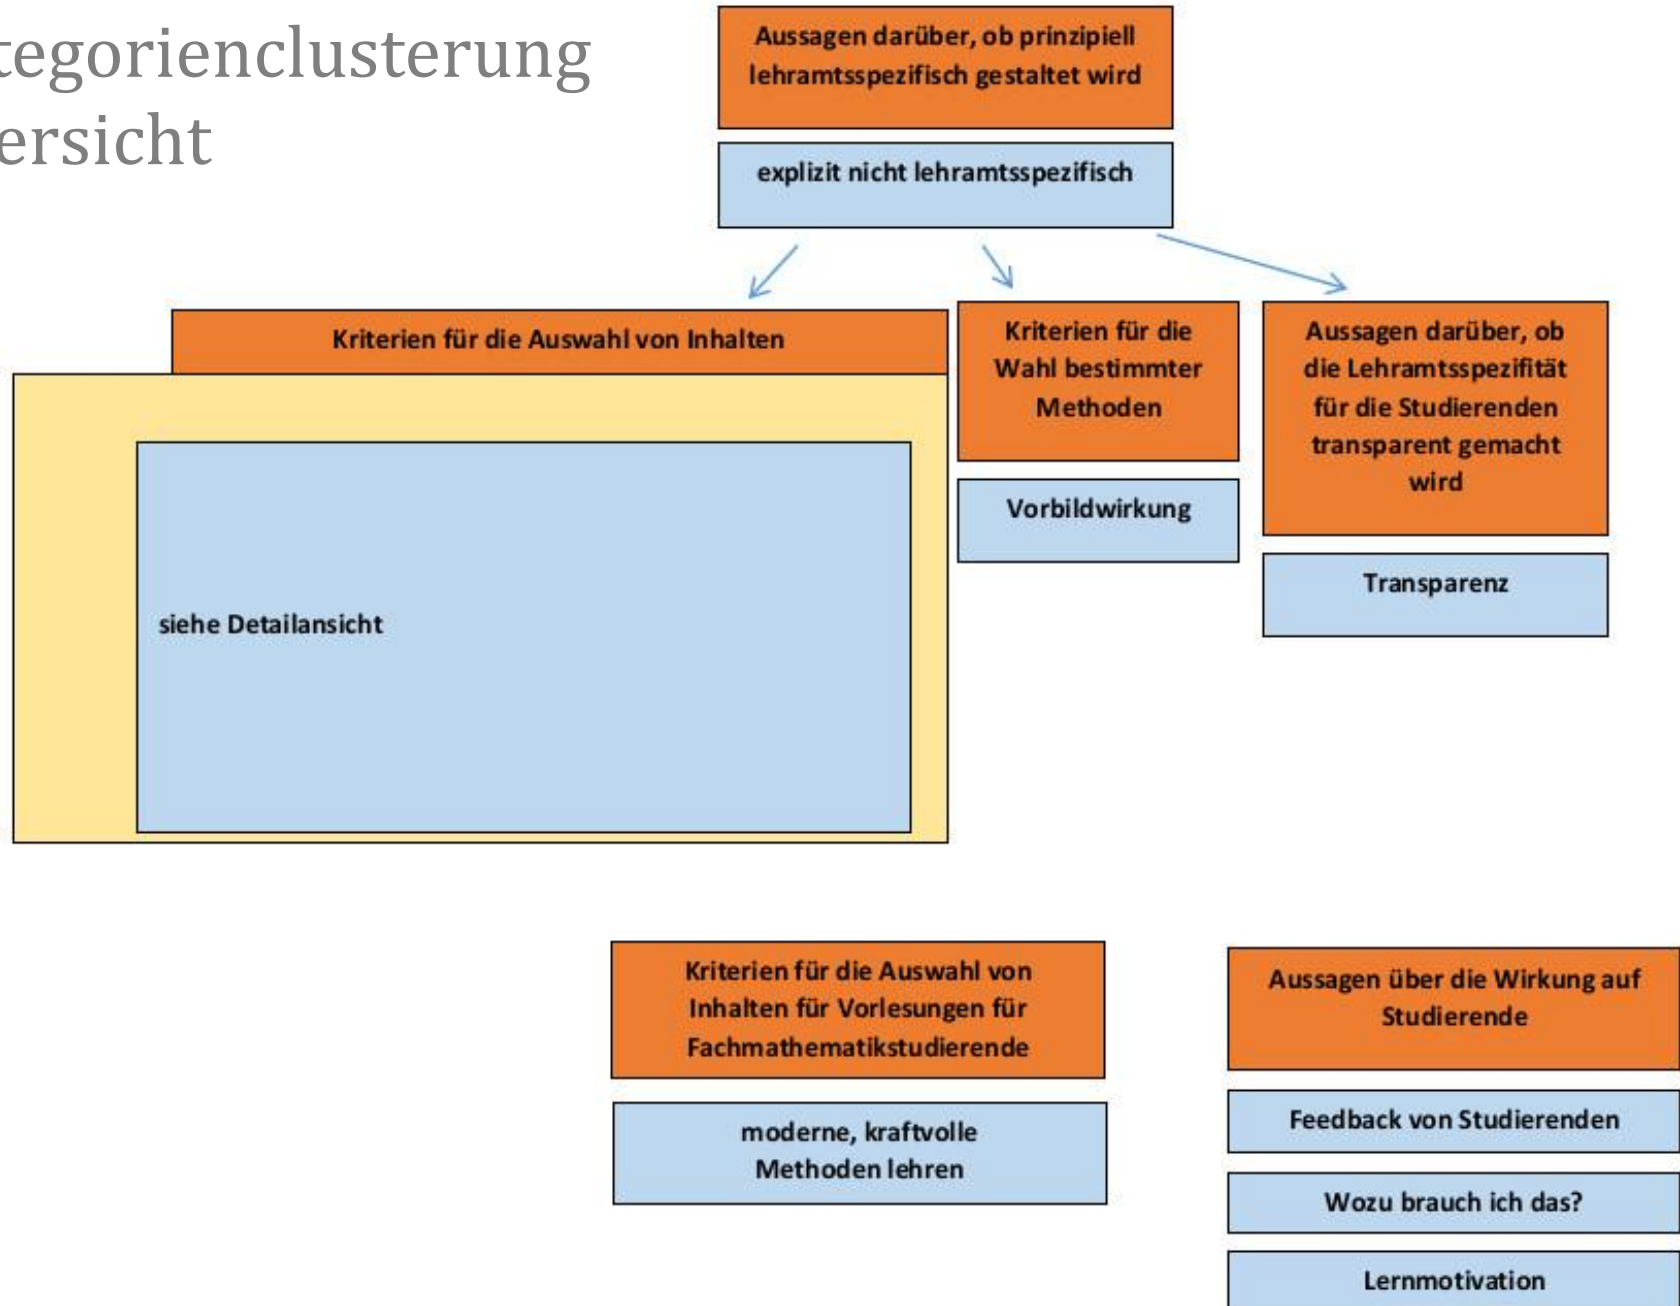 tegorienclusterung
ersicht
Aussagen darüber, ob prinzipiell
lehramtsspezifisch gestaltet wird
explizit nicht lehramtsspezifisch
Kriterien für die Auswahl von Inhalten
siehe Detailansicht
Kriterien für die
Wahl bestimmter
Methoden
Vorbildwirkung
Aussagen darüber, ob
die Lehramtsspezifität
für die Studierenden
transparent gemacht
wird
Transparenz
Kriterien für die Auswahl von
Inhalten für Vorlesungen für
Fachmathematikstudierende
moderne, kraftvolle
Methoden lehren
Aussagen über die Wirkung auf
Studierende
Feedback von Studierenden
Wozu brauch ich das?
Lernmotivation